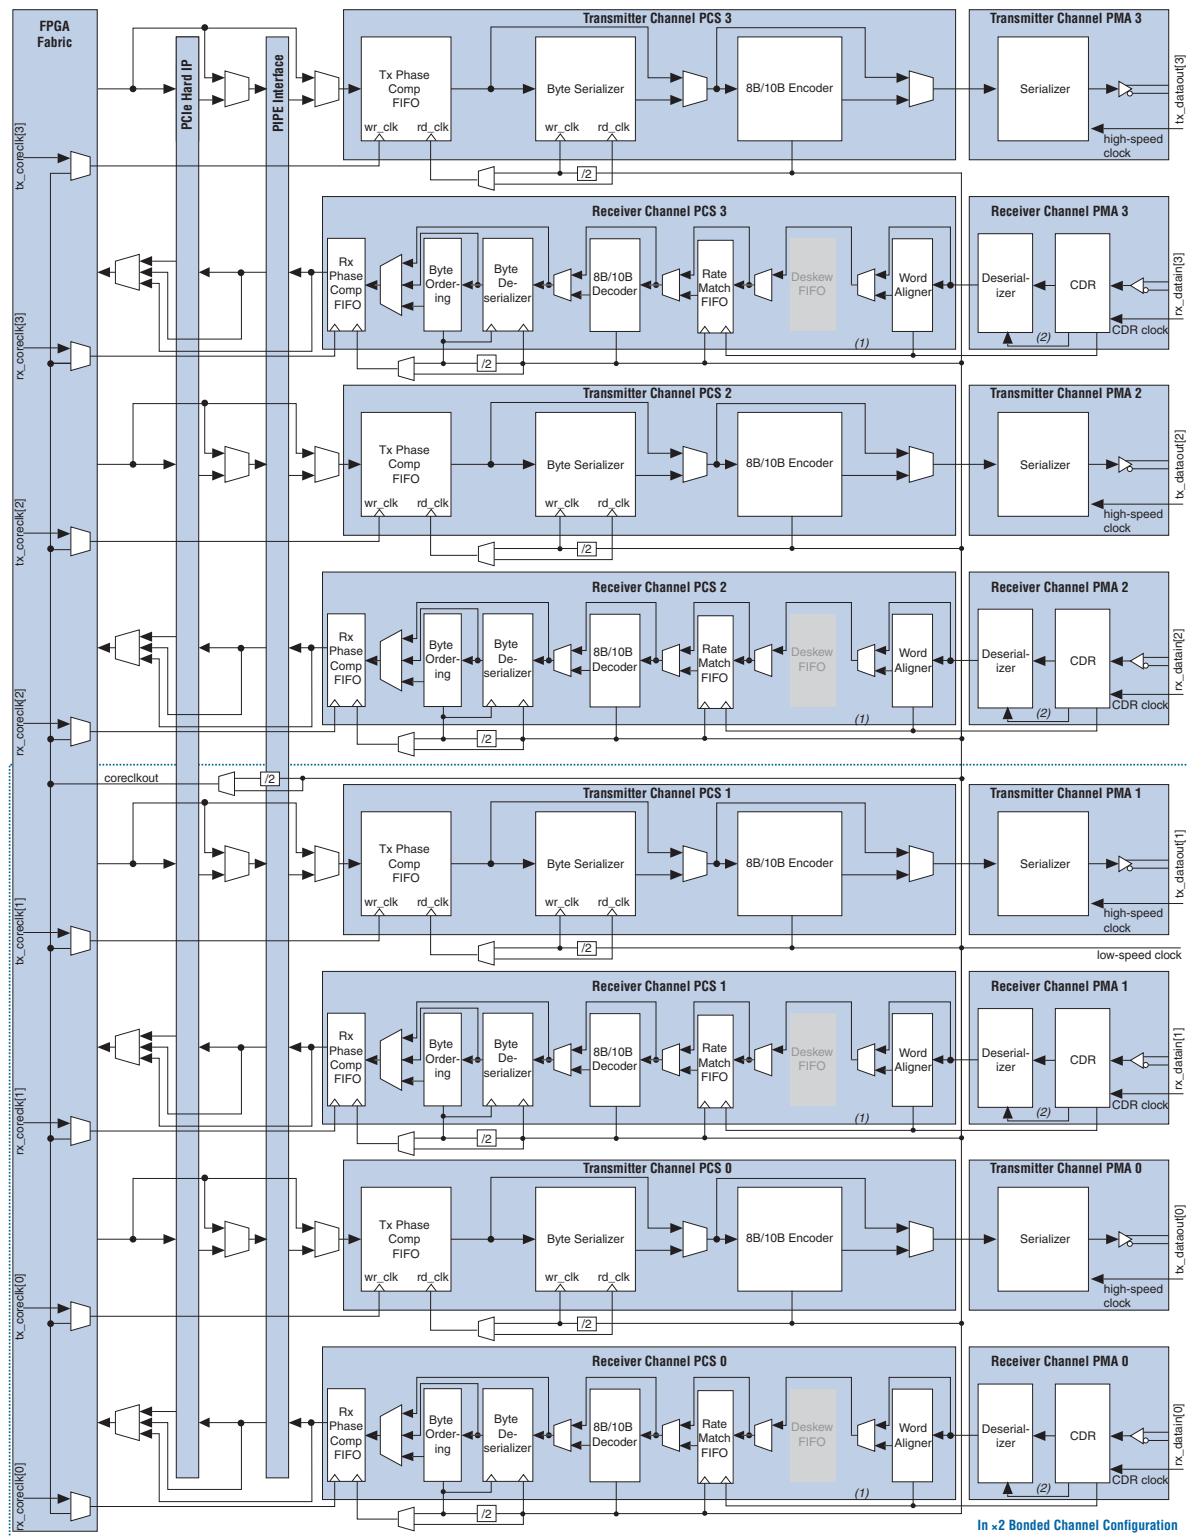 FPGA
Fabric
PCIe Hard IP
PIPE Interface
Transmitter Channel PCS 3
Tx Phase
Comp
FIFO
wr_clk rd_clk
Byte Serializer
wr_clk rd_clk
8B/10B Encoder
/2
Transmitter Channel PMA 3
Serializer
high-speed
clock
tx_dataout[3]
tx_coreclk[3]
Receiver Channel PCS 3
Rx
Phase
Comp
FIFO
Byte
Order-
ing
Byte
De-
serializer
8B/10B
Decoder
Rate
Match
FIFO
Deskew
FIFO
Word
Aligner
(1)
/2
Receiver Channel PMA 3
Deserial-
izer
CDR
(2)
CDR clock
rx_datain[3]
rx_coreclk[3]
Transmitter Channel PCS 2
Tx Phase
Comp
FIFO
wr_clk rd_clk
Byte Serializer
wr_clk rd_clk
8B/10B Encoder
/2
Transmitter Channel PMA 2
Serializer
high-speed
clock
tx_dataout[2]
tx_coreclk[2]
Receiver Channel PCS 2
Rx
Phase
Comp
FIFO
Byte
Order-
ing
Byte
De-
serializer
8B/10B
Decoder
Rate
Match
FIFO
Deskew
FIFO
Word
Aligner
(1)
/2
Receiver Channel PMA 2
Deserial-
izer
CDR
(2)
CDR clock
rx_datain[2]
rx_coreclk[2]
coreclkout
/2
Transmitter Channel PCS 1
Tx Phase
Comp
FIFO
wr_clk rd_clk
Byte Serializer
wr_clk rd_clk
8B/10B Encoder
/2
Transmitter Channel PMA 1
Serializer
high-speed
clock
tx_dataout[1]
tx_coreclk[1]
low-speed clock
Receiver Channel PCS 1
Rx
Phase
Comp
FIFO
Byte
Order-
ing
Byte
De-
serializer
8B/10B
Decoder
Rate
Match
FIFO
Deskew
FIFO
Word
Aligner
(1)
/2
Receiver Channel PMA 1
Deserial-
izer
CDR
(2)
CDR clock
rx_datain[1]
rx_coreclk[1]
Transmitter Channel PCS 0
Tx Phase
Comp
FIFO
wr_clk rd_clk
Byte Serializer
wr_clk rd_clk
8B/10B Encoder
/2
Transmitter Channel PMA 0
Serializer
high-speed
clock
tx_dataout[0]
tx_coreclk[0]
Receiver Channel PCS 0
Rx
Phase
Comp
FIFO
Byte
Order-
ing
Byte
De-
serializer
8B/10B
Decoder
Rate
Match
FIFO
Deskew
FIFO
Word
Aligner
(1)
/2
Receiver Channel PMA 0
Deserial-
izer
CDR
(2)
CDR clock
rx_datain[0]
rx_coreclk[0]
In ×2 Bonded Channel Configuration